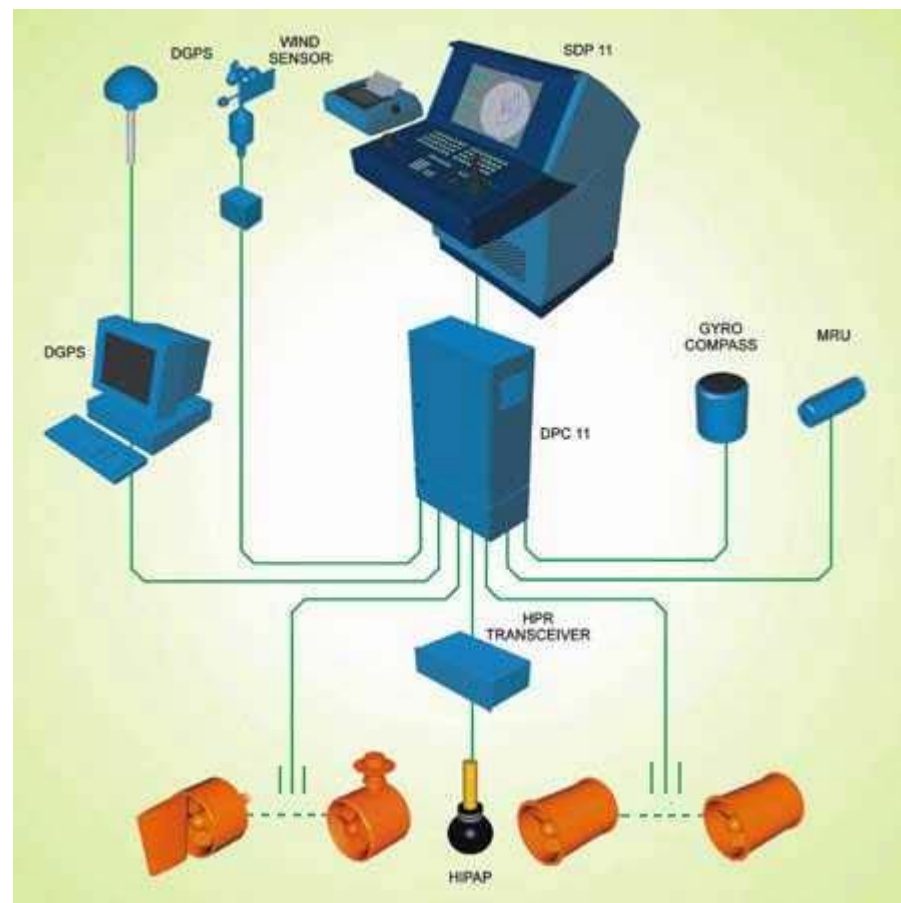 DGPS
WIND
SENSOR
SDP 11
DGPS
GYRO
COMPASS
MRU
DPC 11
HPR
TRANSCEIVER
HIPAP